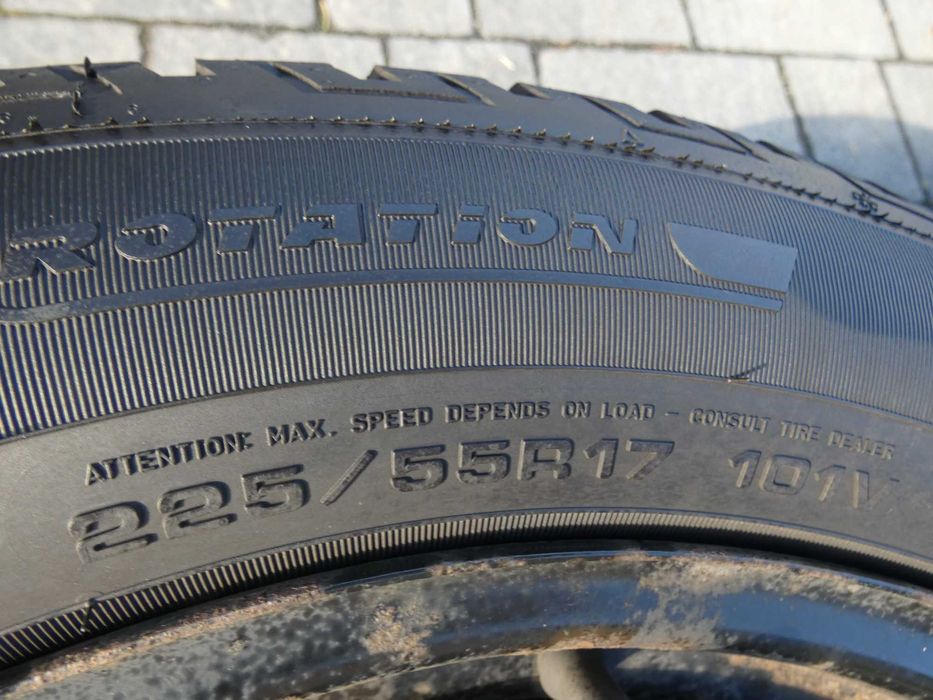 ROTATION
ATTENTION: MAX. SPEED DEPENDS ON LOAD - CONSULT TIRE DEALER
225/55R17 101V